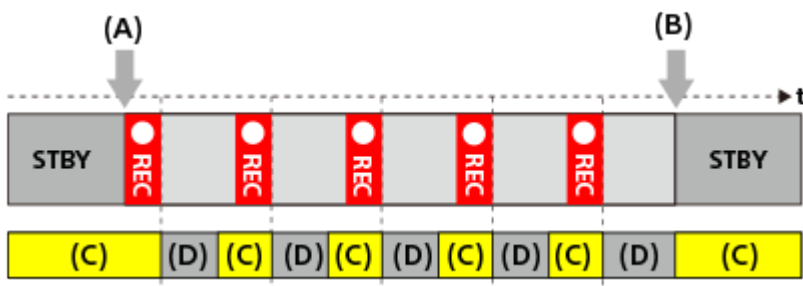 (A) (B)
t
STBY REC REC REC REC REC STBY
(C) (D) (C) (D) (C) (D) (C) (D) (C) (D) (C)